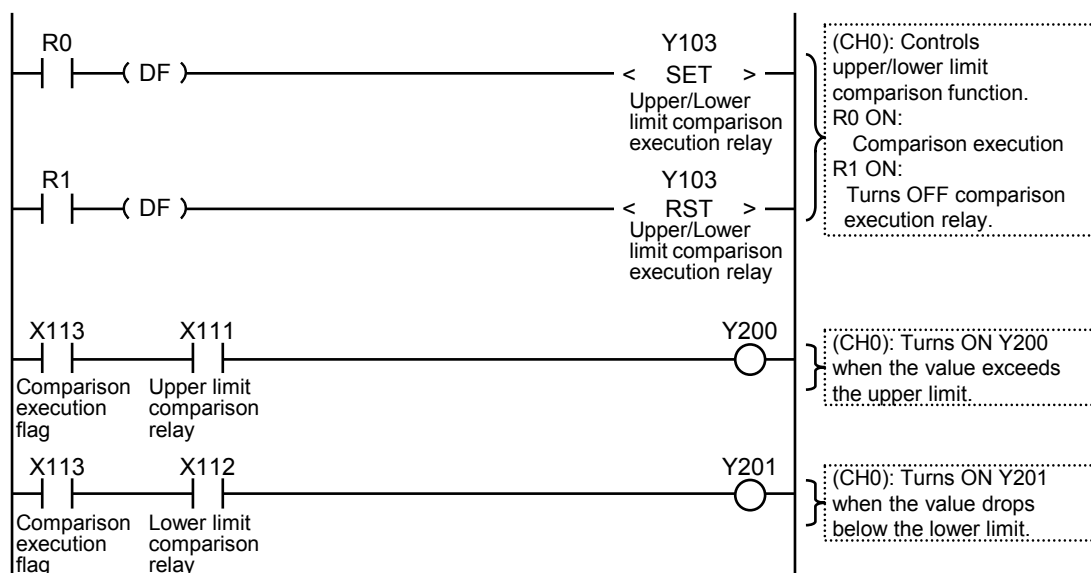 R0
( DF )
Y103
< SET >
Upper/Lower
limit comparison
execution relay
R1
( DF )
Y103
< RST >
Upper/Lower
limit comparison
execution relay
(CH0): Controls
upper/lower limit
comparison function.
R0 ON:
Comparison execution
R1 ON:
Turns OFF comparison
execution relay.
X113
Comparison
execution
flag
X111
Upper limit
comparison
relay
Y200
(CH0): Turns ON Y200
when the value exceeds
the upper limit.
X113
Comparison
execution
flag
X112
Lower limit
comparison
relay
Y201
(CH0): Turns ON Y201
when the value drops
below the lower limit.